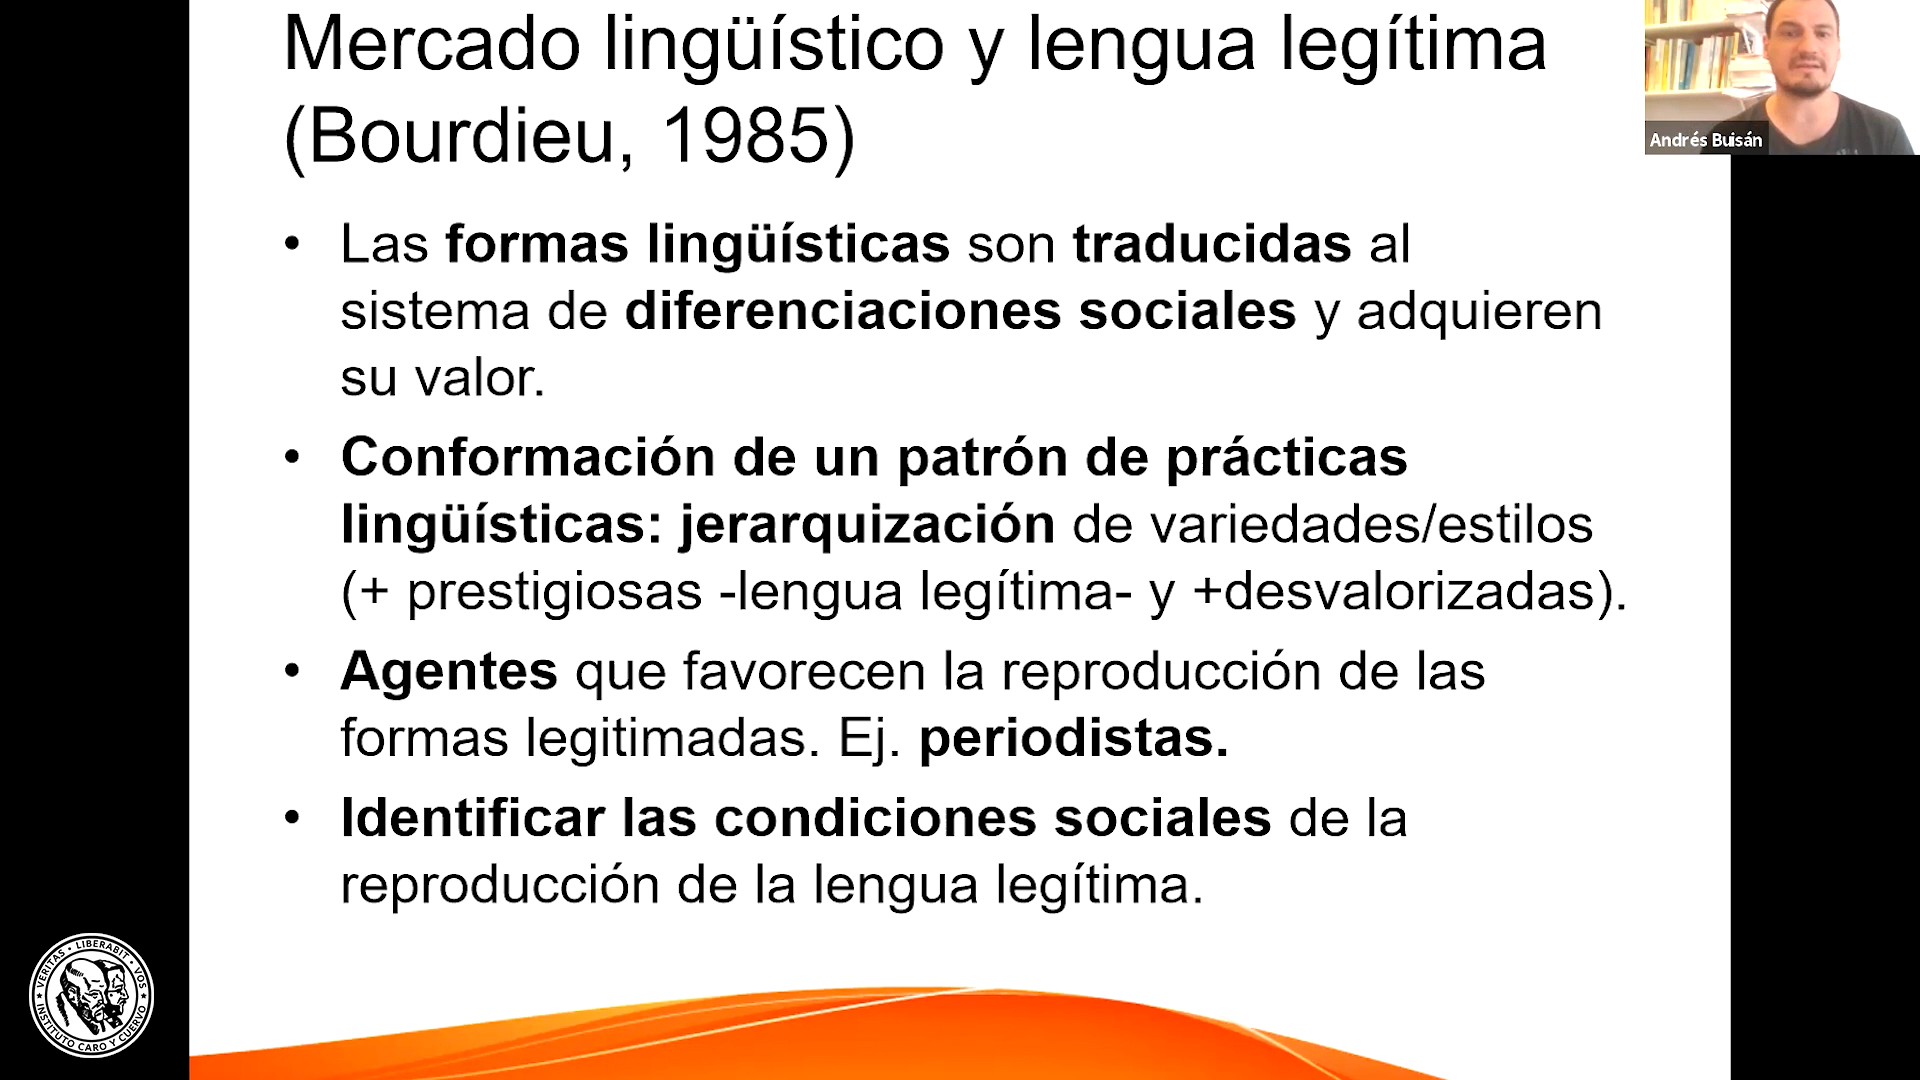 Mercado lingüístico y lengua legítima
(Bourdieu, 1985)
Andrés Buisán
• Las formas lingüísticas son traducidas al
sistema de diferenciaciones sociales y adquieren
su valor.
• Conformación de un patrón de prácticas
lingüísticas: jerarquización de variedades/estilos
(+ prestigiosas -lengua legítima- y +desvalorizadas).
• Agentes que favorecen la reproducción de las
formas legitimadas. Ej. periodistas.
• Identificar las condiciones sociales de la
reproducción de la lengua legítima.
VERITAS • LIBERABIT • VOS
INSTITUTO CARO Y CUERVO